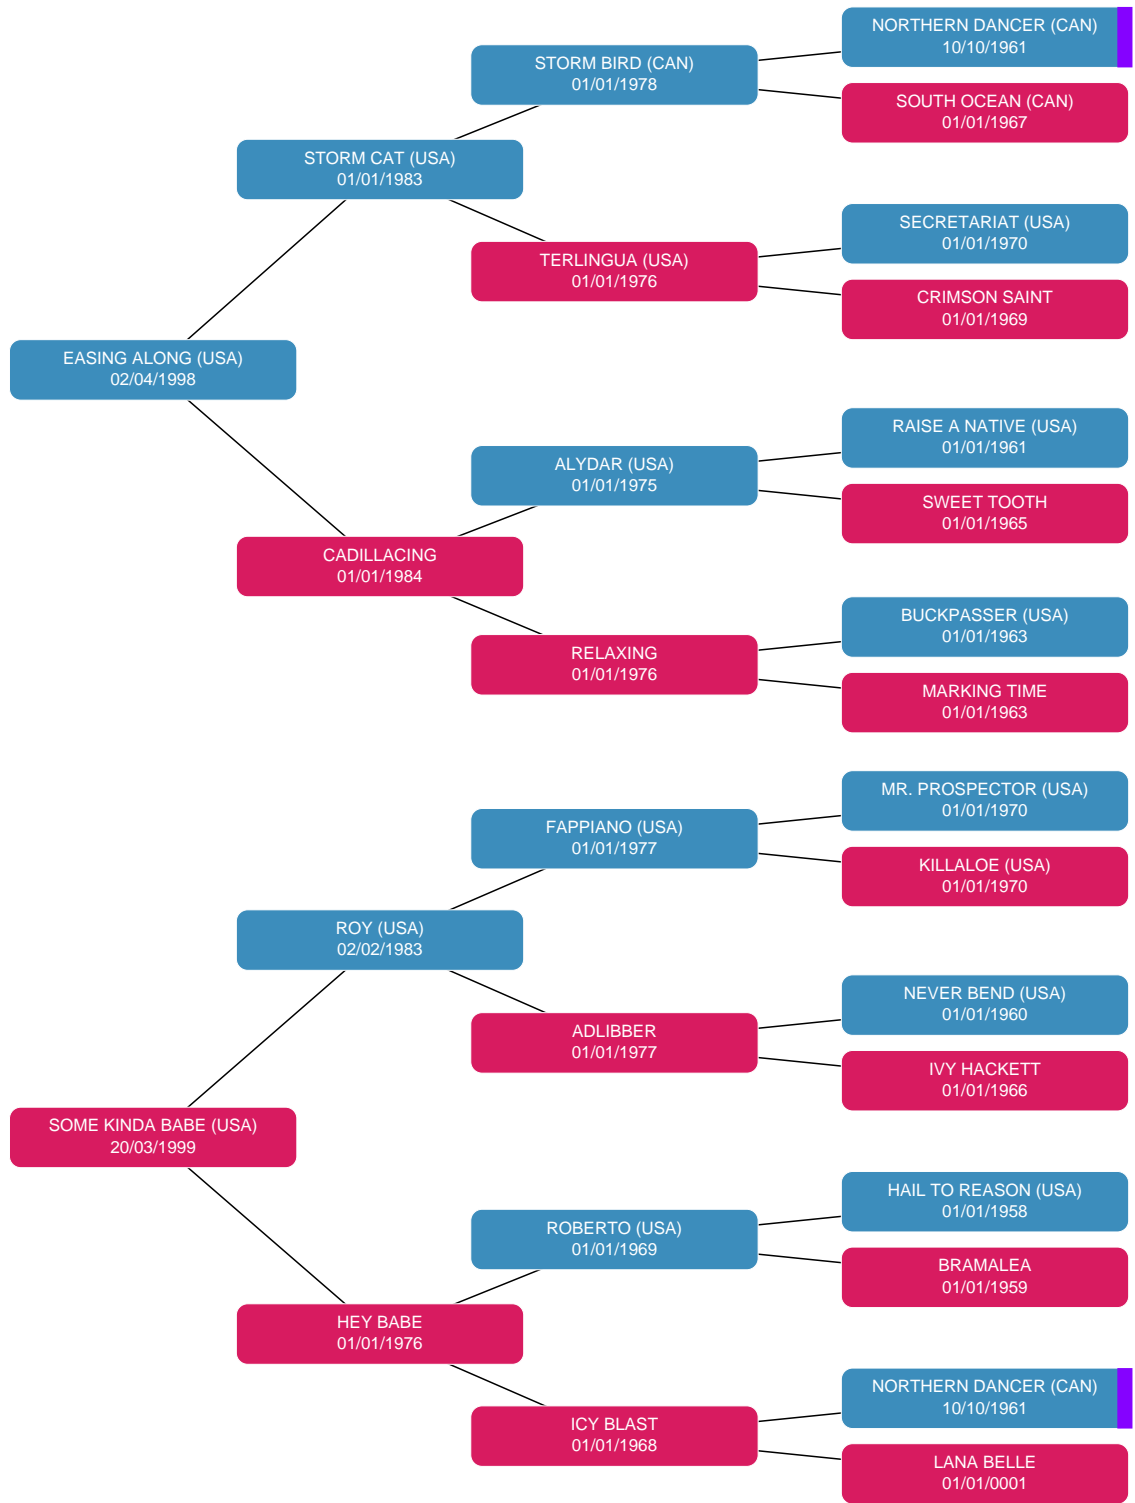 NORTHERN DANCER (CAN)
10/10/1961
STORM BIRD (CAN)
01/01/1978
SOUTH OCEAN (CAN)
01/01/1967
STORM CAT (USA)
01/01/1983
SECRETARIAT (USA)
01/01/1970
TERLINGUA (USA)
01/01/1976
CRIMSON SAINT
01/01/1969
EASING ALONG (USA)
02/04/1998
RAISE A NATIVE (USA)
01/01/1961
ALYDAR (USA)
01/01/1975
SWEET TOOTH
01/01/1965
CADILLACING
01/01/1984
BUCKPASSER (USA)
01/01/1963
RELAXING
01/01/1976
MARKING TIME
01/01/1963
MR. PROSPECTOR (USA)
01/01/1970
FAPPIANO (USA)
01/01/1977
KILLALOE (USA)
01/01/1970
ROY (USA)
02/02/1983
NEVER BEND (USA)
01/01/1960
ADLIBBER
01/01/1977
IVY HACKETT
01/01/1966
SOME KINDA BABE (USA)
20/03/1999
HAIL TO REASON (USA)
01/01/1958
ROBERTO (USA)
01/01/1969
BRAMALEA
01/01/1959
HEY BABE
01/01/1976
NORTHERN DANCER (CAN)
10/10/1961
ICY BLAST
01/01/1968
LANA BELLE
01/01/0001